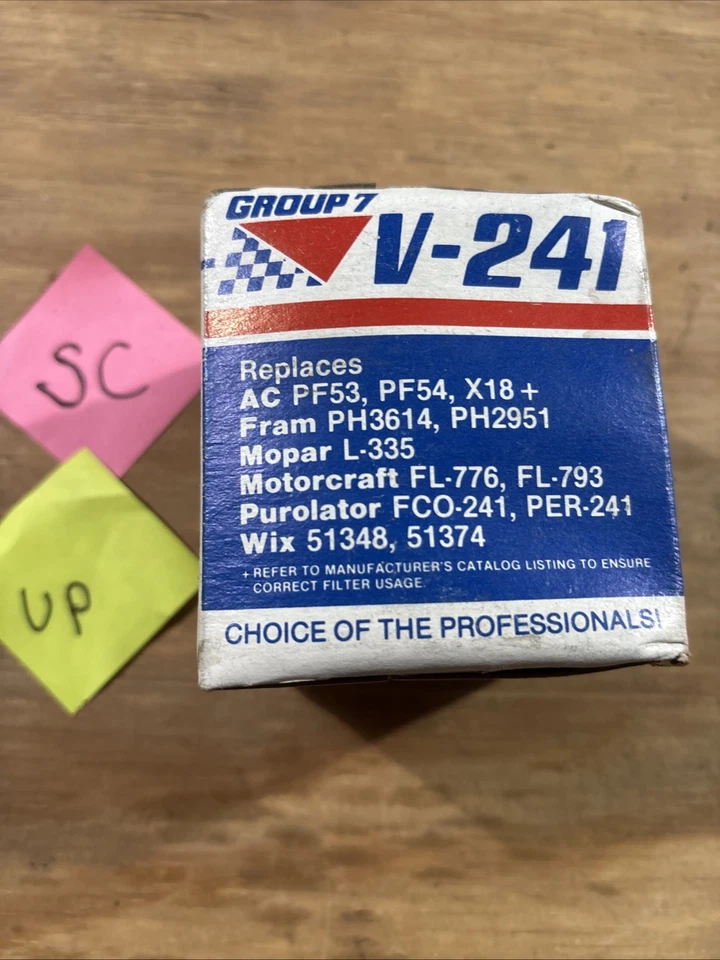 GROUP 7
V-241
Replaces
AC PF53, PF54, X18 +
Fram PH3614, PH2951
Mopar L-335
Motorcraft FL-776, FL-793
Purolator FCO-241, PER-241
Wix 51348, 51374
+ REFER TO MANUFACTURER'S CATALOG LISTING TO ENSURE
CORRECT FILTER USAGE.
CHOICE OF THE PROFESSIONALS!
SC
UP